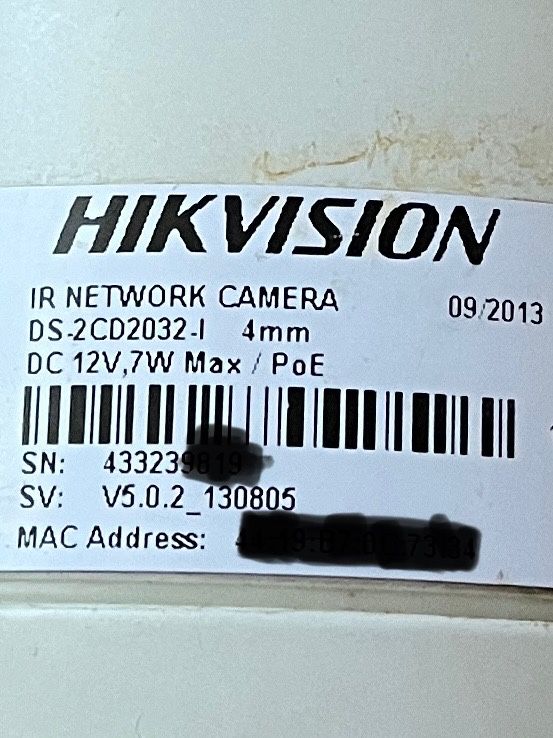 HIKVISION
IR NETWORK CAMERA 09/2013
DS-2CD2032-I 4mm
DC 12V,7W Max / PoE
SN:
SV: V5.0.2_130805
MAC Address: